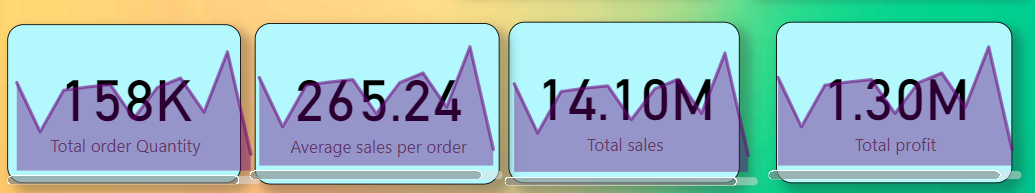 158K
Total order Quantity
265.24
Average sales per order
14.10M
Total sales
1.30M
Total profit